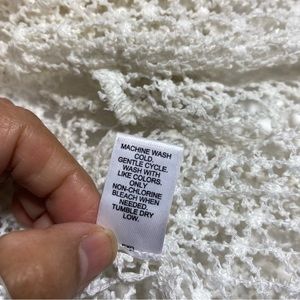 MACHINE WASH
COLD.
GENTLE CYCLE.
WASH WITH
LIKE COLORS.
ONLY
NON-CHLORINE
BLEACH WHEN
NEEDED.
TUMBLE DRY
LOW.